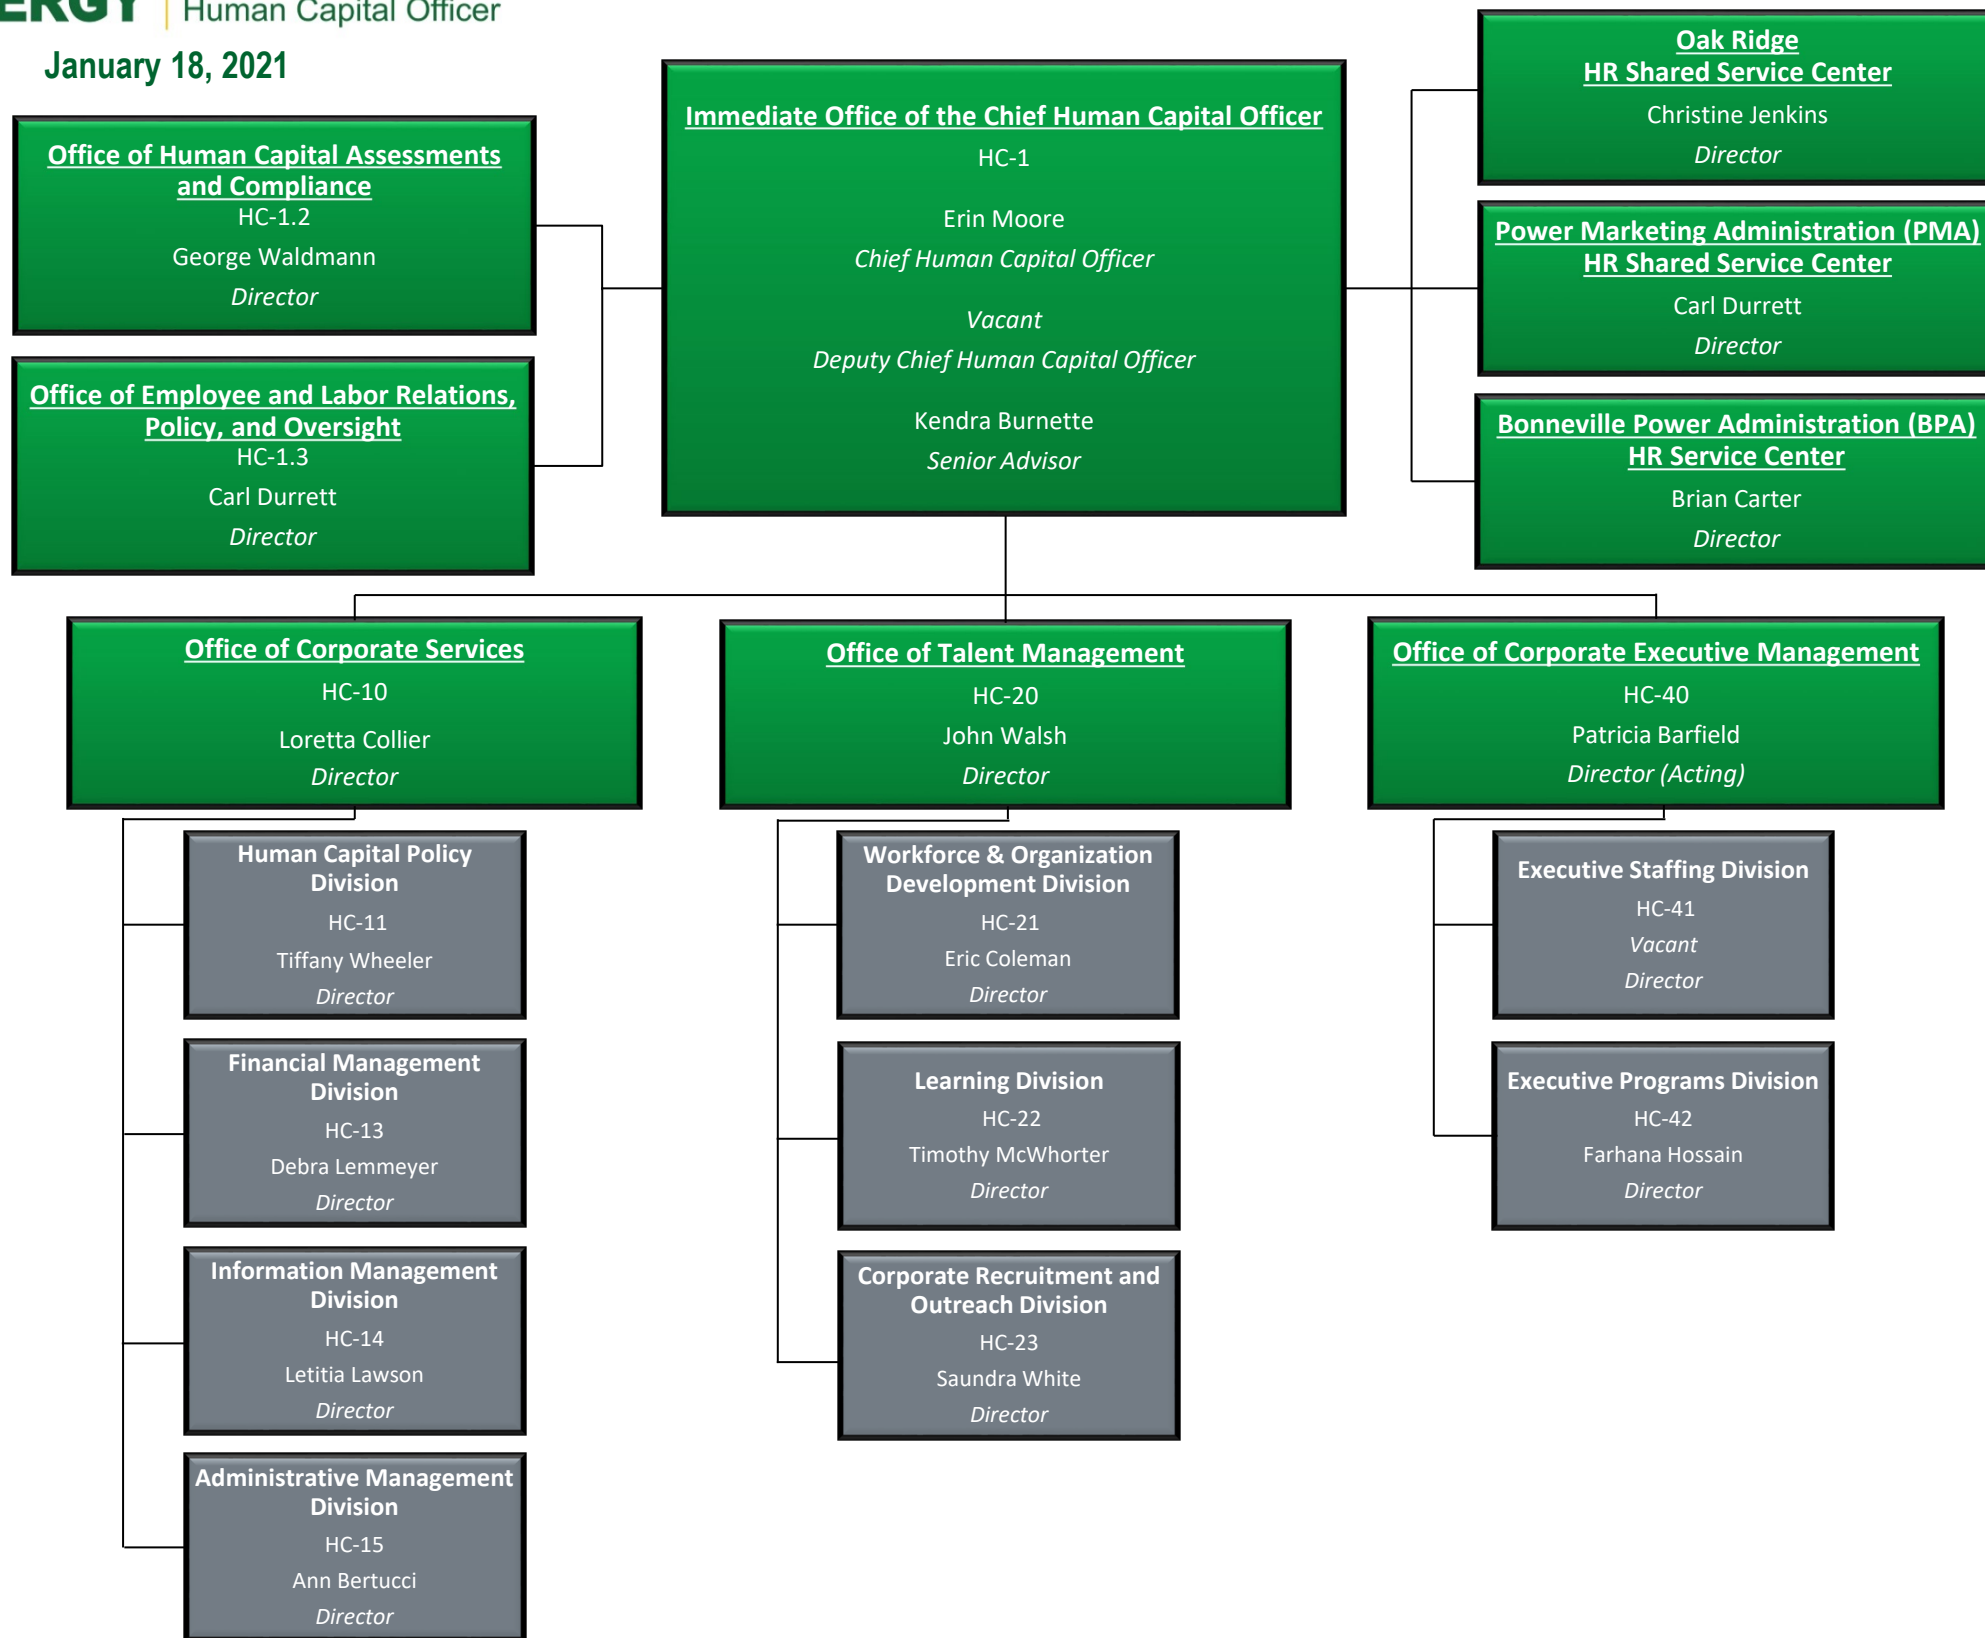 Human Capital Officer
January 18, 2021
Immediate Office of the Chief Human Capital Officer
HC-1
Erin Moore
Chief Human Capital Officer
Vacant
Deputy Chief Human Capital Officer
Kendra Burnette
Senior Advisor
Office of Human Capital Assessments
and Compliance
HC-1.2
George Waldmann
Director
Office of Employee and Labor Relations,
Policy, and Oversight
HC-1.3
Carl Durrett
Director
Oak Ridge
HR Shared Service Center
Christine Jenkins
Director
Power Marketing Administration (PMA)
HR Shared Service Center
Carl Durrett
Director
Bonneville Power Administration (BPA)
HR Service Center
Brian Carter
Director
Office of Corporate Services
HC-10
Loretta Collier
Director
Human Capital Policy
Division
HC-11
Tiffany Wheeler
Director
Financial Management
Division
HC-13
Debra Lemmeyer
Director
Information Management
Division
HC-14
Letitia Lawson
Director
Administrative Management
Division
HC-15
Ann Bertucci
Director
Office of Talent Management
HC-20
John Walsh
Director
Workforce & Organization
Development Division
HC-21
Eric Coleman
Director
Learning Division
HC-22
Timothy McWhorter
Director
Corporate Recruitment and
Outreach Division
HC-23
Saundra White
Director
Office of Corporate Executive Management
HC-40
Patricia Barfield
Director (Acting)
Executive Staffing Division
HC-41
Vacant
Director
Executive Programs Division
HC-42
Farhana Hossain
Director